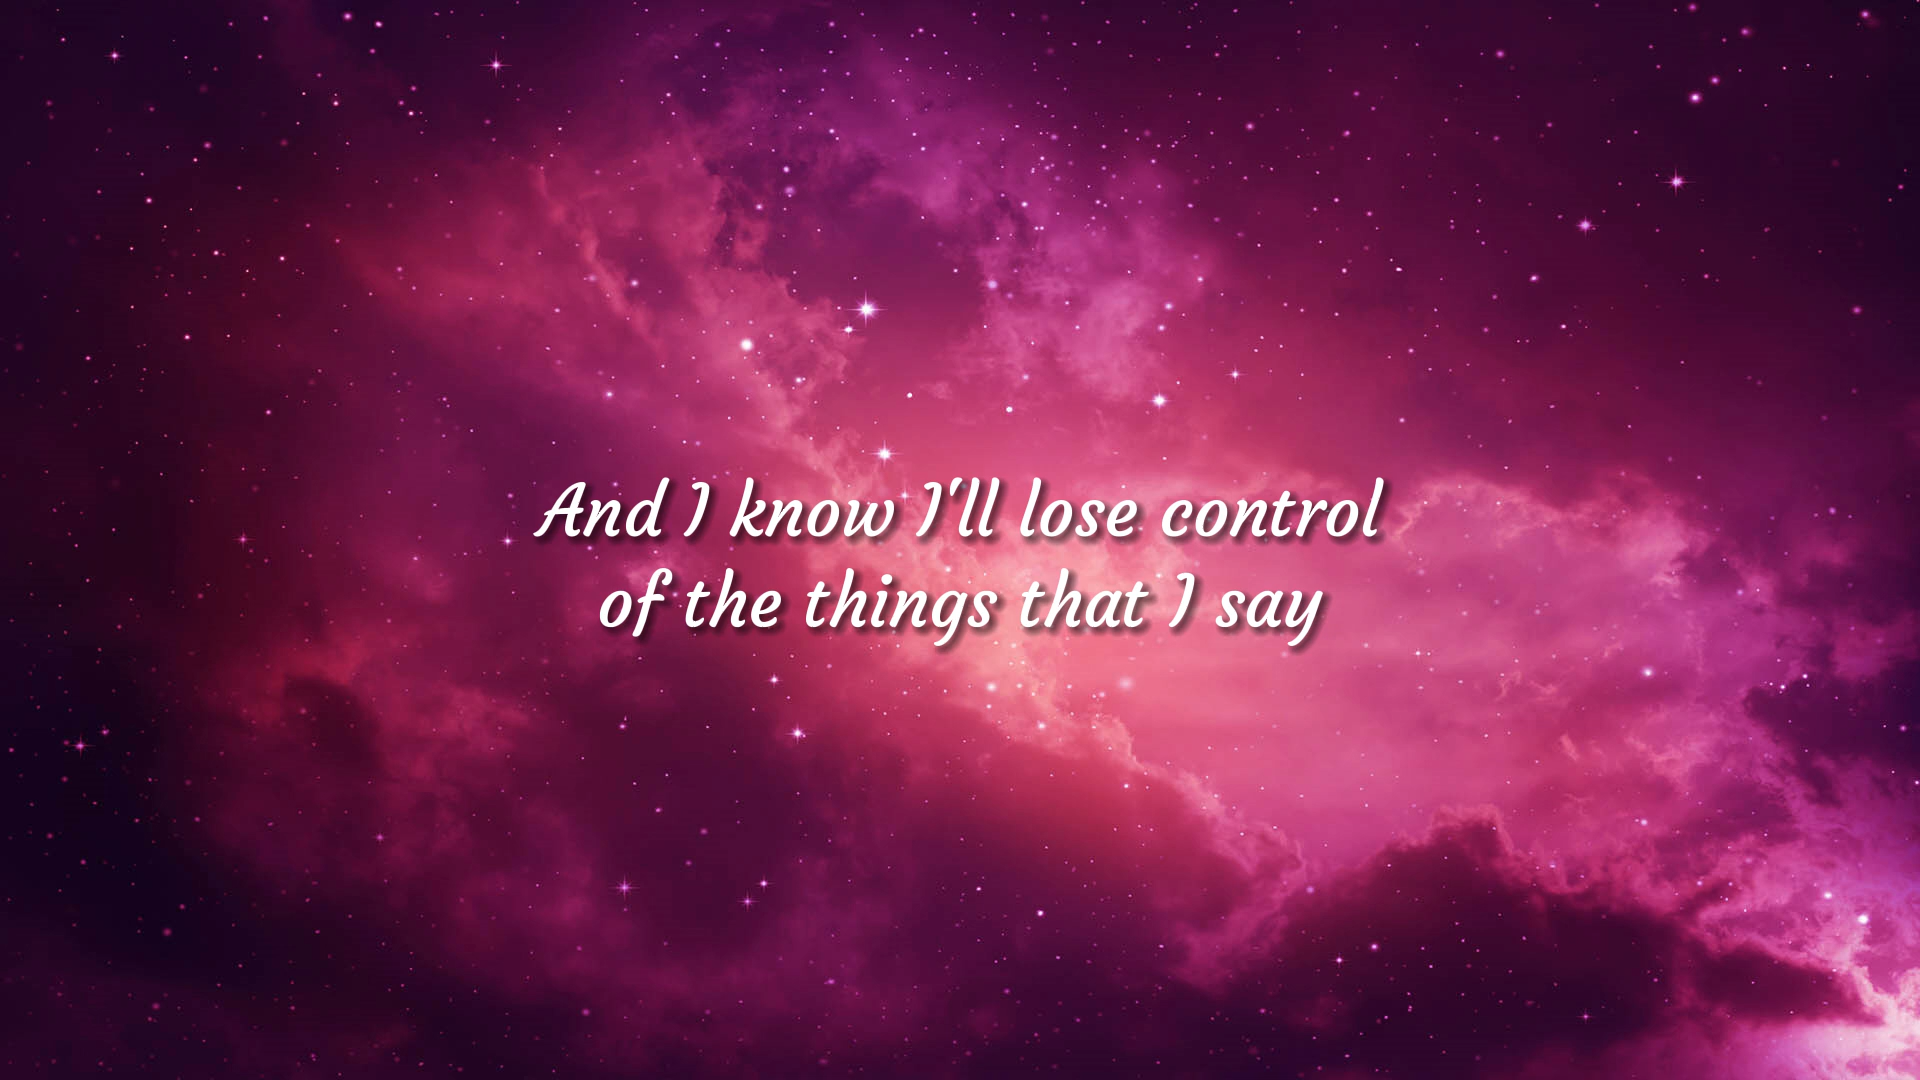 And I know I'll lose control
of the things that I say